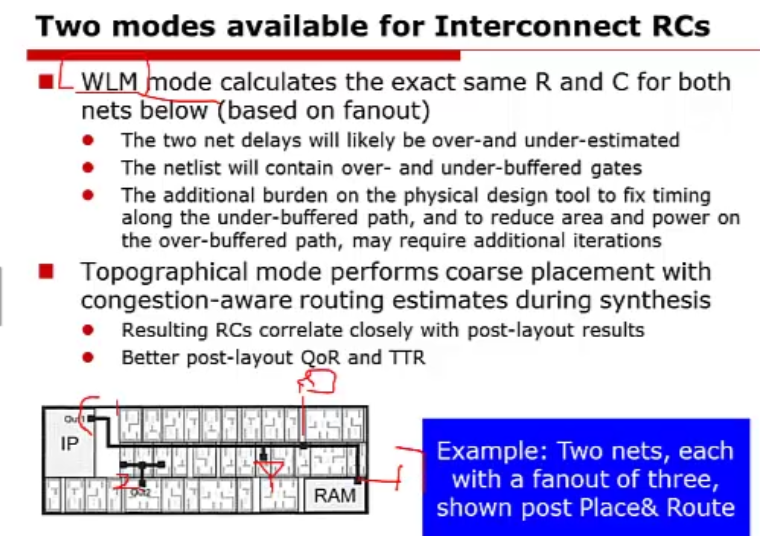 Two modes available for Interconnect RCs
WLM mode calculates the exact same R and C for both
nets below (based on fanout)
The two net delays will likely be over-and under-estimated
The netlist will contain over- and under-buffered gates
The additional burden on the physical design tool to fix timing
along the under-buffered path, and to reduce area and power on
the over-buffered path, may require additional iterations
Topographical mode performs coarse placement with
congestion-aware routing estimates during synthesis
Resulting RCs correlate closely with post-layout results
Better post-layout QoR and TTR
Out1
IP
Out2
RAM
Example: Two nets, each
with a fanout of three,
shown post Place& Route